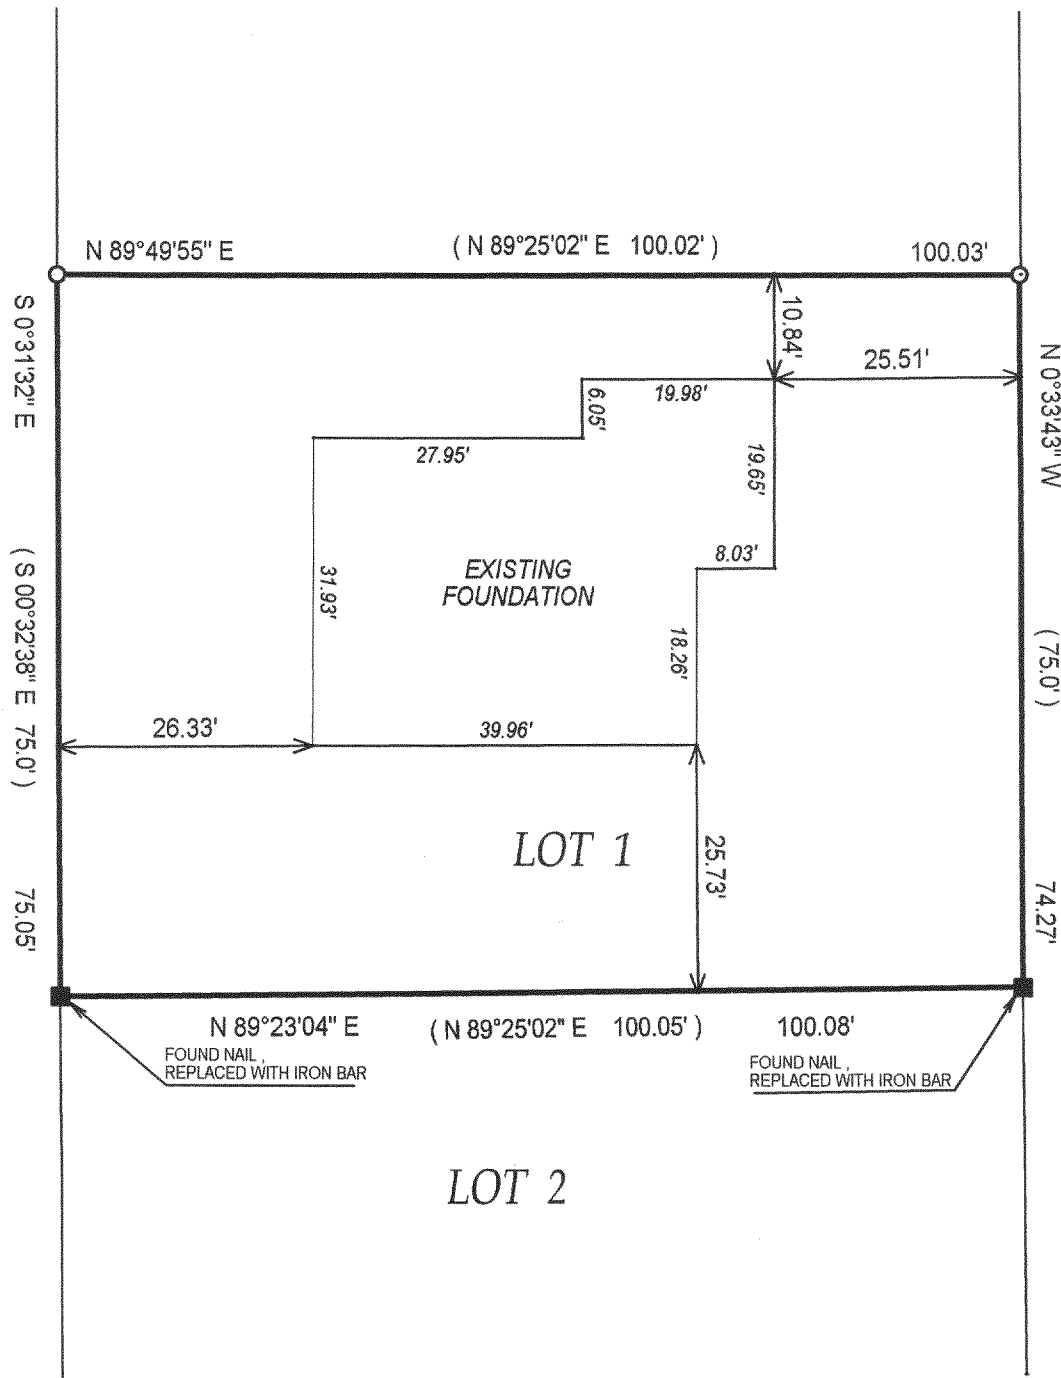 N 89°49'55" E
( N 89°25'02" E 100.02' )
100.03'
S 0°31'32" E
( S 00°32'38" E 75.0' )
75.05'
10.84'
25.51'
N 0°33'43" W
( 75.0' )
74.27'
19.98'
6.05'
27.95'
19.65'
8.03'
EXISTING
FOUNDATION
31.93'
18.26'
26.33'
39.96'
LOT 1
25.73'
N 89°23'04" E
( N 89°25'02" E 100.05' )
100.08'
FOUND NAIL ,
REPLACED WITH IRON BAR
FOUND NAIL ,
REPLACED WITH IRON BAR
LOT 2